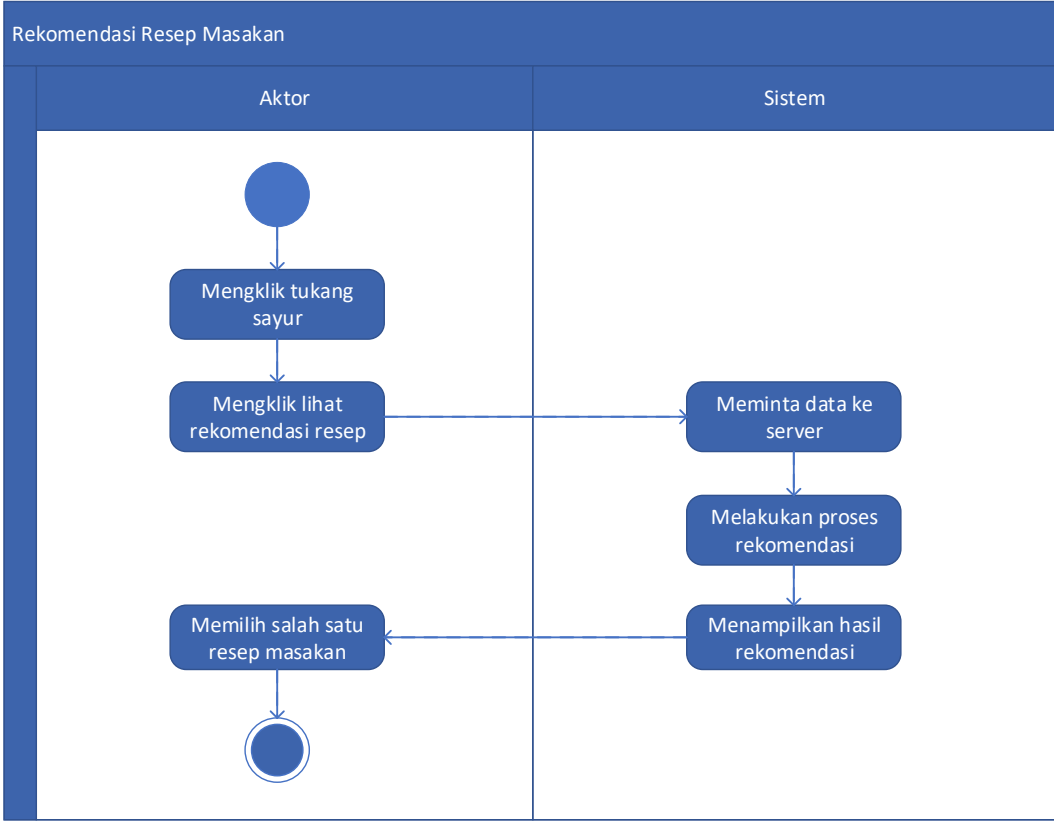 Rekomendasi Resep Masakan
Aktor
Sistem
Mengklik tukang
sayur
Mengklik lihat
rekomendasi resep
Meminta data ke
server
Melakukan proses
rekomendasi
Menampilkan hasil
rekomendasi
Memilih salah satu
resep masakan